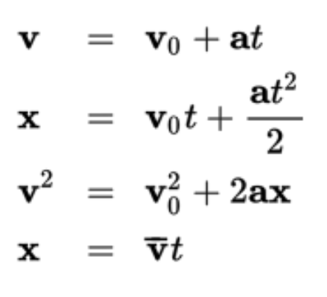 v = v₀ + at
x = v₀t + at²/2
v² = v₀² + 2ax
x = v̅t